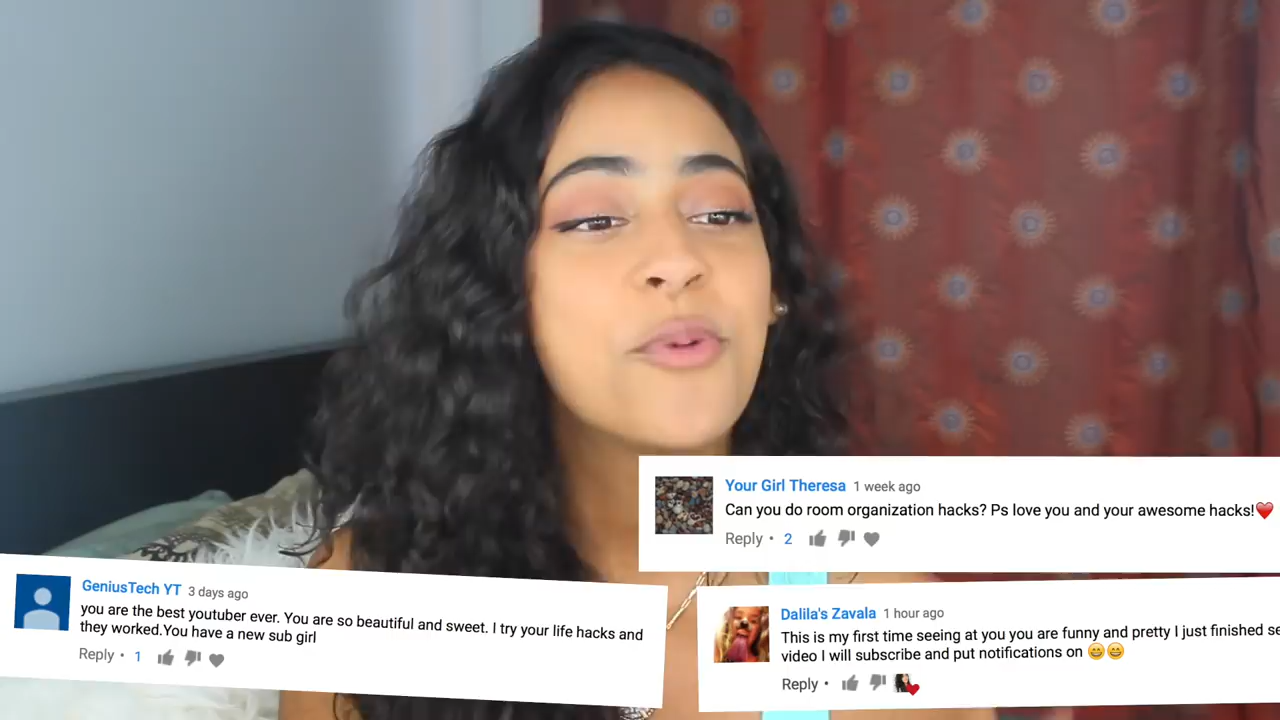 Your Girl Theresa 1 week ago
Can you do room organization hacks? Ps love you and your awesome hacks!❤️
Reply • 2
GeniusTech YT 3 days ago
you are the best youtuber ever. You are so beautiful and sweet. I try your life hacks and
they worked.You have a new sub girl
Reply • 1
Dalila's Zavala 1 hour ago
This is my first time seeing at you you are funny and pretty I just finished se
video I will subscribe and put notifications on 😄😄
Reply •